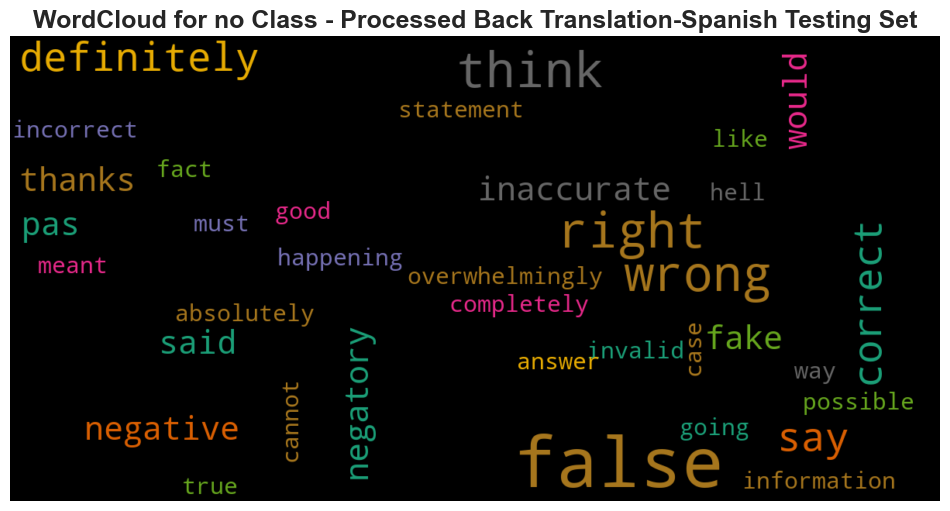 WordCloud for no Class - Processed Back Translation-Spanish Testing Set
definitely
think
would
statement
incorrect
like
fact
thanks
inaccurate
hell
good
pas
must
right
correct
happening
meant
overwhelmingly
wrong
completely
absolutely
said
negatory
fake
case
invalid
answer
way
cannot
possible
negative
going
say
false
true
information